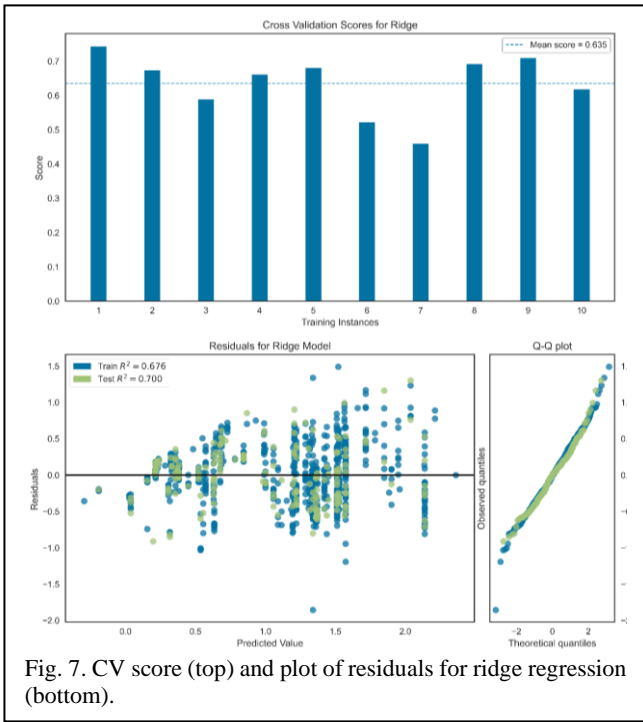 Cross Validation Scores for Ridge
Mean score = 0.635
0.7
0.6
0.5
0.4
0.3
0.2
0.1
0.0
Score
1 2 3 4 5 6 7 8 9 10
Training Instances
Residuals for Ridge Model
Train R² = 0.676
Test R² = 0.700
1.5
1.0
0.5
0.0
−0.5
−1.0
−1.5
−2.0
Residuals
0.0 0.5 1.0 1.5 2.0
Predicted Value
Q-Q plot
Observed quantiles
−2 0 2
Theoretical quantiles
Fig. 7. CV score (top) and plot of residuals for ridge regression
(bottom).